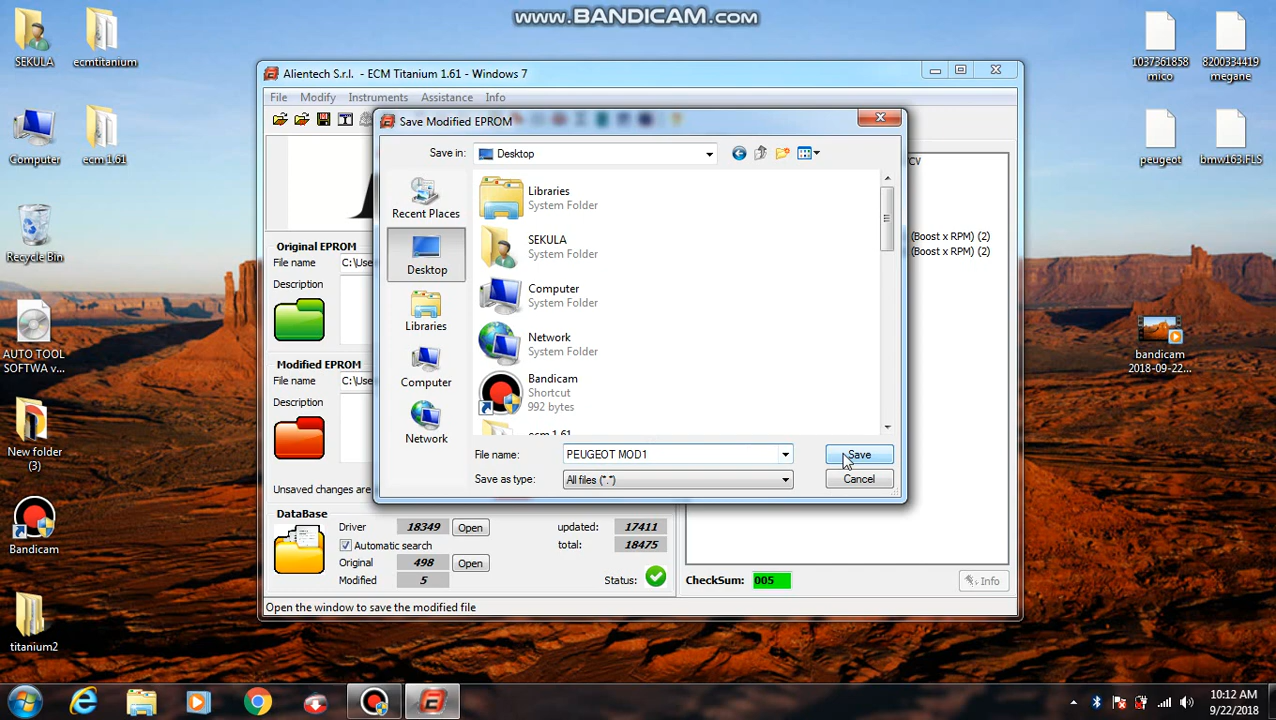 www.BANDICAM.com
SEKULA
ecmtitanium
Computer
ecm 1.61
Recycle Bin
AUTO TOOL
SOFTWA v...
New folder
(3)
Bandicam
titanium2
1037361858
mico
8200334419
megane
peugeot
bmw163.FLS
bandicam
2018-09-22...
Alientech S.r.l. - ECM Titanium 1.61 - Windows 7
File Modify Instruments Assistance Info
Save Modified EPROM
Save in: Desktop
Recent Places
Desktop
Libraries
Computer
Network
Libraries
System Folder
SEKULA
System Folder
Computer
System Folder
Network
System Folder
Bandicam
Shortcut
992 bytes
ecm 1.61
File name: PEUGEOT MOD1 Save
Save as type: All files (*.*) Cancel
CV
(Boost x RPM) (2)
(Boost x RPM) (2)
Original EPROM
File name C:\Use
Description
Modified EPROM
File name C:\Use
Description
Unsaved changes are
DataBase
Driver 18349 Open updated: 17411
Automatic search total: 18475
Original 498 Open
Modified 5 Status:
CheckSum: 005 Info
Open the window to save the modified file
10:12 AM
9/22/2018